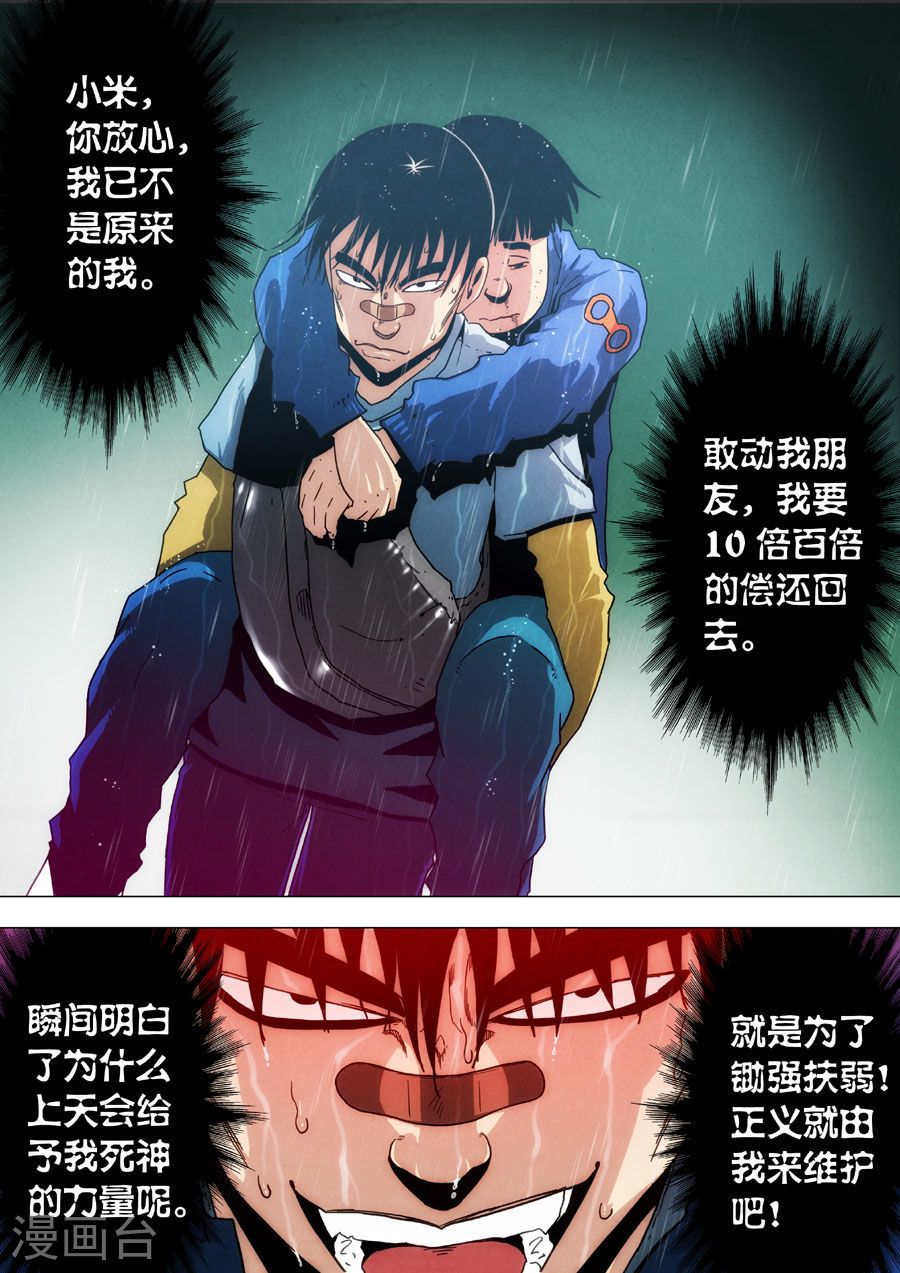 小米，
你放心，
我已不
是原来
的我。
敢动我朋
友，我要
10倍百倍
的偿还回
去。
瞬间明白
了为什么
上天会给
予我死神
的力量呢。
就是为了
锄强扶弱！
正义就由
我来维护
吧！
漫画台